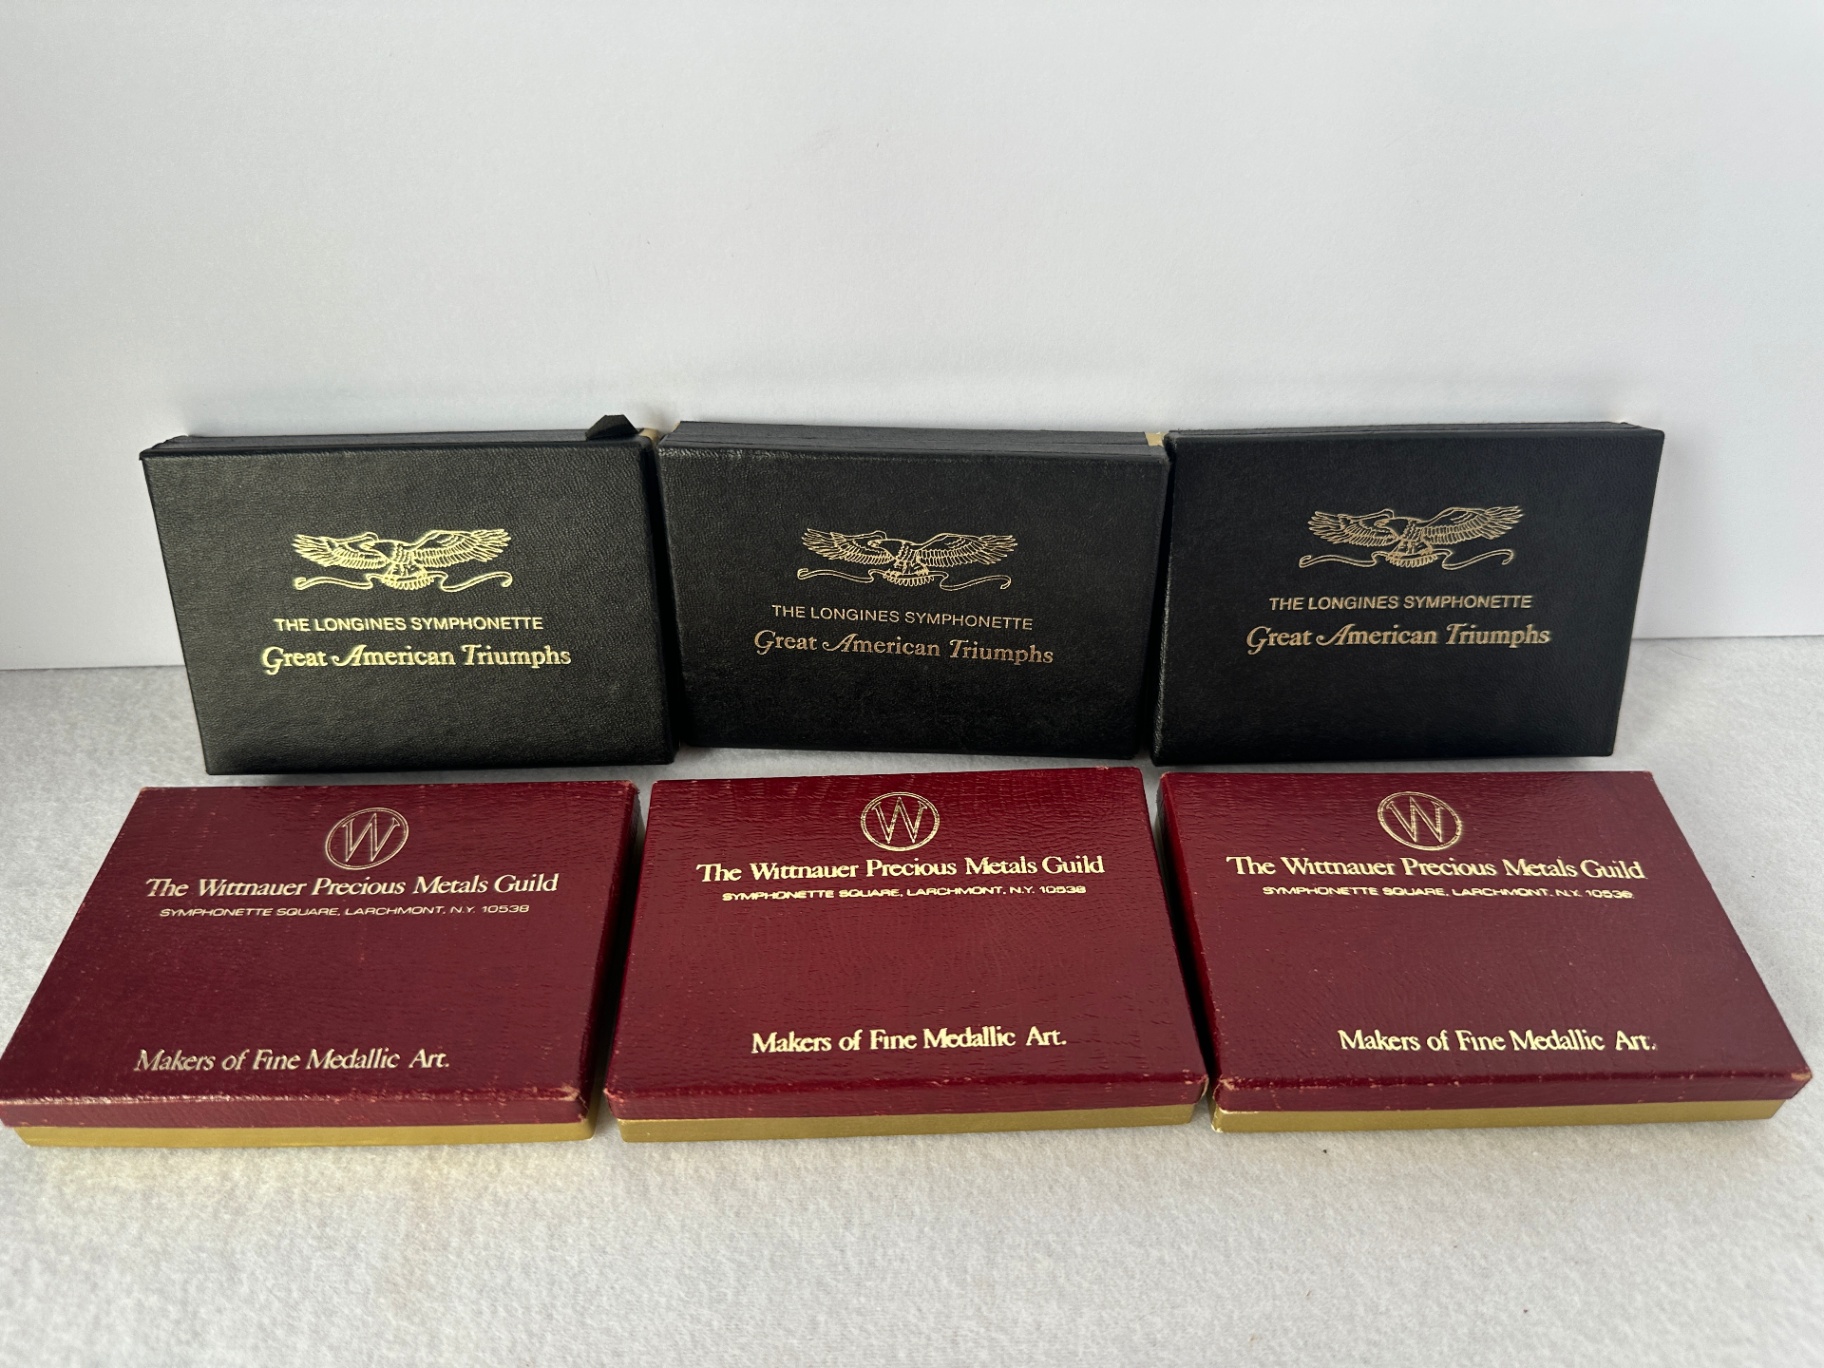 THE LONGINES SYMPHONETTE
Great American Triumphs
THE LONGINES SYMPHONETTE
Great American Triumphs
THE LONGINES SYMPHONETTE
Great American Triumphs
W
The Wittnauer Precious Metals Guild
SYMPHONETTE SQUARE, LARCHMONT, N.Y. 10538
Makers of Fine Medallic Art.
W
The Wittnauer Precious Metals Guild
SYMPHONETTE SQUARE, LARCHMONT, N.Y. 10538
Makers of Fine Medallic Art.
W
The Wittnauer Precious Metals Guild
SYMPHONETTE SQUARE, LARCHMONT, N.Y. 10538
Makers of Fine Medallic Art.